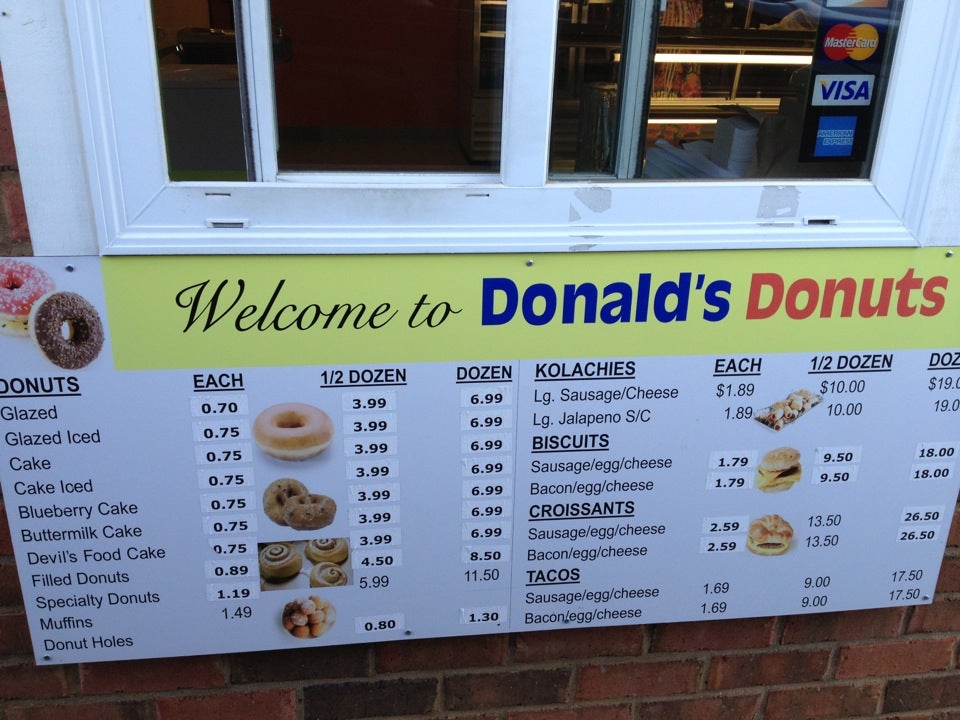 MasterCard
VISA
AMERICAN EXPRESS
Welcome to Donald's Donuts
DONUTS EACH 1/2 DOZEN DOZEN
Glazed 0.70 3.99 6.99
Glazed Iced 0.75 3.99 6.99
Cake 0.75 3.99 6.99
Cake Iced 0.75 3.99 6.99
Blueberry Cake 0.75 3.99 6.99
Buttermilk Cake 0.75 3.99 6.99
Devil's Food Cake 0.75 3.99 6.99
Filled Donuts 0.89 4.50 8.50
Specialty Donuts 1.19 5.99 11.50
Muffins 1.49
Donut Holes 0.80 1.30
KOLACHIES EACH 1/2 DOZEN DOZ
Lg. Sausage/Cheese $1.89 $10.00 $19.0
Lg. Jalapeno S/C 1.89 10.00 19.0
BISCUITS
Sausage/egg/cheese 1.79 9.50 18.00
Bacon/egg/cheese 1.79 9.50 18.00
CROISSANTS
Sausage/egg/cheese 2.59 13.50 26.50
Bacon/egg/cheese 2.59 13.50 26.50
TACOS
Sausage/egg/cheese 1.69 9.00 17.50
Bacon/egg/cheese 1.69 9.00 17.50